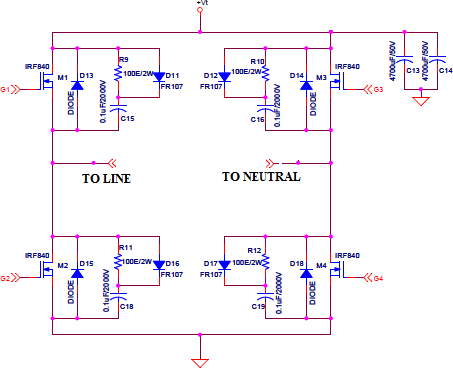 +Vt
IRF840
M1
G1
D13
DIODE
R9
100E/2W
D11
FR107
0.1uF/2000V
C15
D12
FR107
R10
100E/2W
0.1uF/2000V
C16
D14
DIODE
M3
IRF840
G3
4700uF/50V
C13
4700uF/50V
C14
TO LINE
TO NEUTRAL
IRF840
M2
G2
D15
DIODE
R11
100E/2W
D16
FR107
0.1uF/2000V
C18
D17
FR107
R12
100E/2W
0.1uF/2000V
C19
D18
DIODE
M4
IRF840
G4